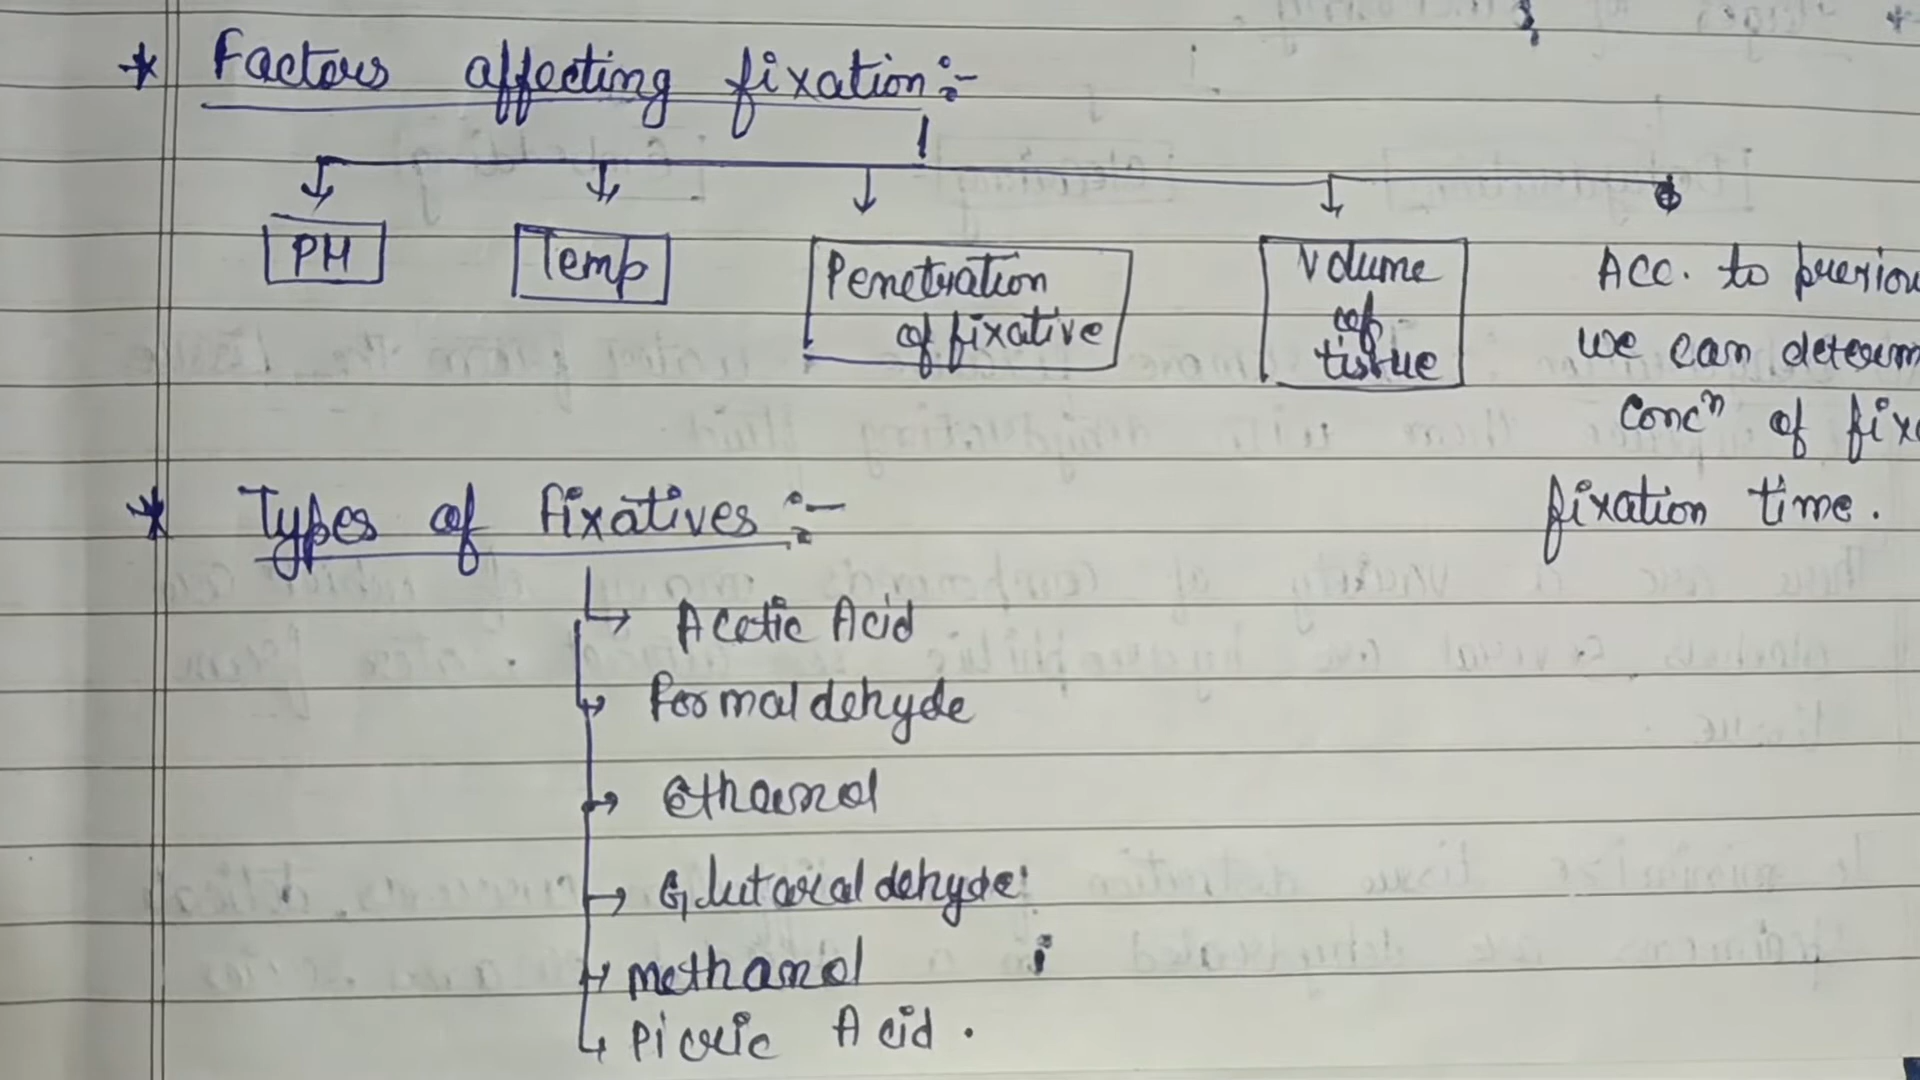 * Factors affecting fixation :-
PH
Temp
Penetration
of fixative
Volume
of
tissue
Acc. to
we can
Concⁿ of
fixation time.
* Types of fixatives :-
Acetic Acid
Formaldehyde
Ethanol
Glutaraldehyde
methanol
Picric Acid.